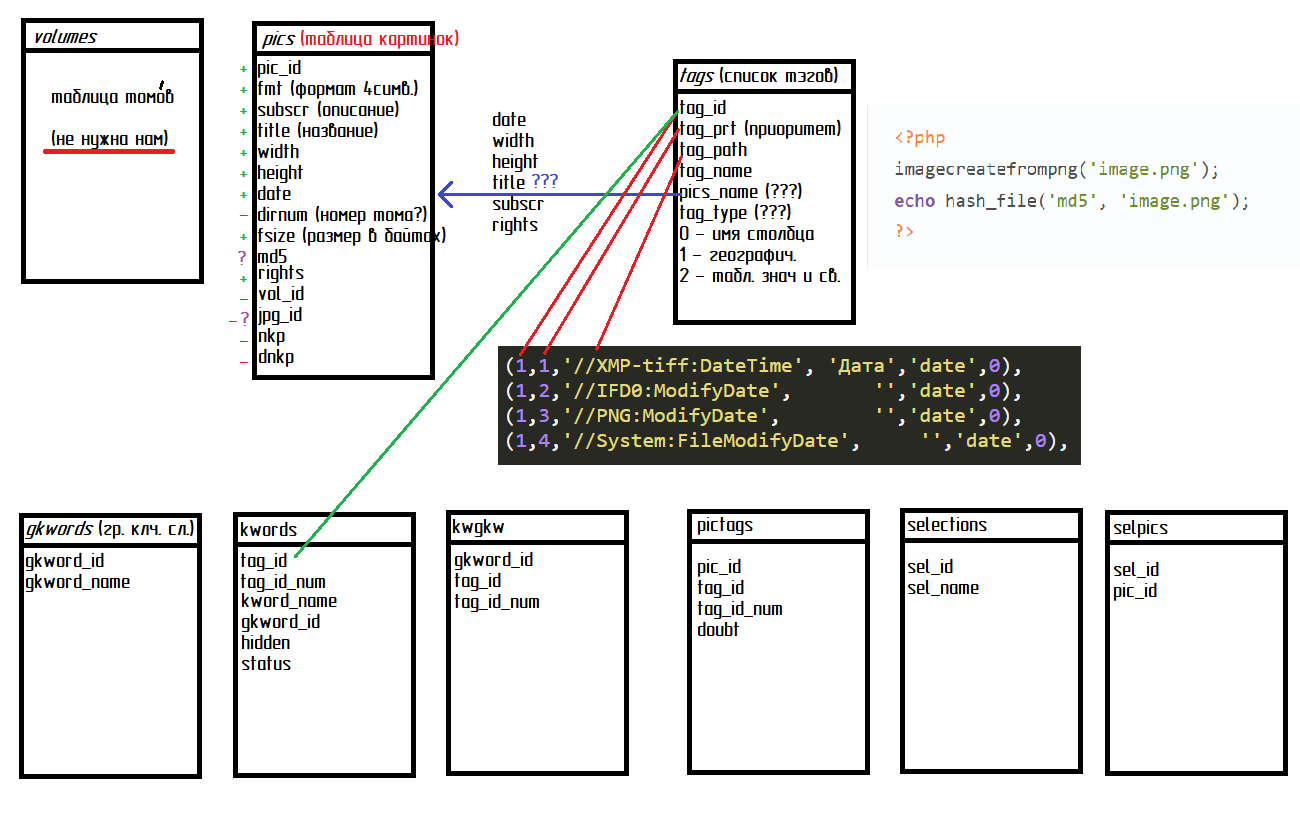 volumes
таблица томов
(не нужна нам)
pics (таблица картинок)
+ pic_id
+ fmt (формат 4симв.)
+ subscr (описание)
+ title (название)
+ width
+ height
+ date
- dirnum (номер тома?)
+ fsize (размер в байтах)
? md5
+ rights
- vol_id
-? jpg_id
- nkp
- dnkp
date
width
height
title ???
subscr
rights
tags (список тэгов)
tag_id
tag_prt (приоритет)
tag_path
tag_name
pics_name (???)
tag_type (???)
0 - имя столбца
1 - географич.
2 - табл. знач и св.
<?php
imagecreatefrompng('image.png');
echo hash_file('md5', 'image.png');
?>
(1,1,'//XMP-tiff:DateTime', 'Дата','date',0),
(1,2,'//IFD0:ModifyDate', '','date',0),
(1,3,'//PNG:ModifyDate', '','date',0),
(1,4,'//System:FileModifyDate', '','date',0),
gkwords (гр. клч. сл.)
gkword_id
gkword_name
kwords
tag_id
tag_id_num
kword_name
gkword_id
hidden
status
kwgkw
gkword_id
tag_id
tag_id_num
pictags
pic_id
tag_id
tag_id_num
doubt
selections
sel_id
sel_name
selpics
sel_id
pic_id